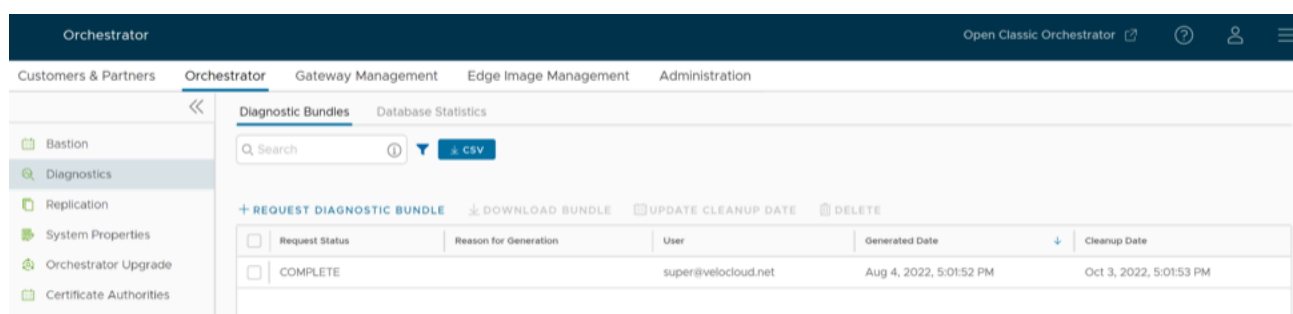 Orchestrator
Open Classic Orchestrator
Customers & Partners Orchestrator Gateway Management Edge Image Management Administration
Diagnostic Bundles Database Statistics
Bastion
Search CSV
Diagnostics
Replication
+ REQUEST DIAGNOSTIC BUNDLE DOWNLOAD BUNDLE UPDATE CLEANUP DATE DELETE
System Properties
Request Status Reason for Generation User Generated Date Cleanup Date
Orchestrator Upgrade
COMPLETE super@velocloud.net Aug 4, 2022, 5:01:52 PM Oct 3, 2022, 5:01:53 PM
Certificate Authorities